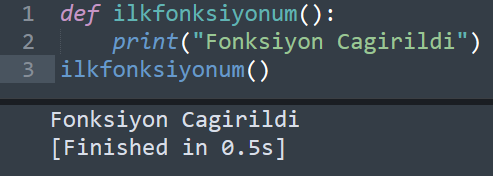 1 def ilkfonksiyonum():
2     print("Fonksiyon Cagirildi")
3 ilkfonksiyonum()
Fonksiyon Cagirildi
[Finished in 0.5s]